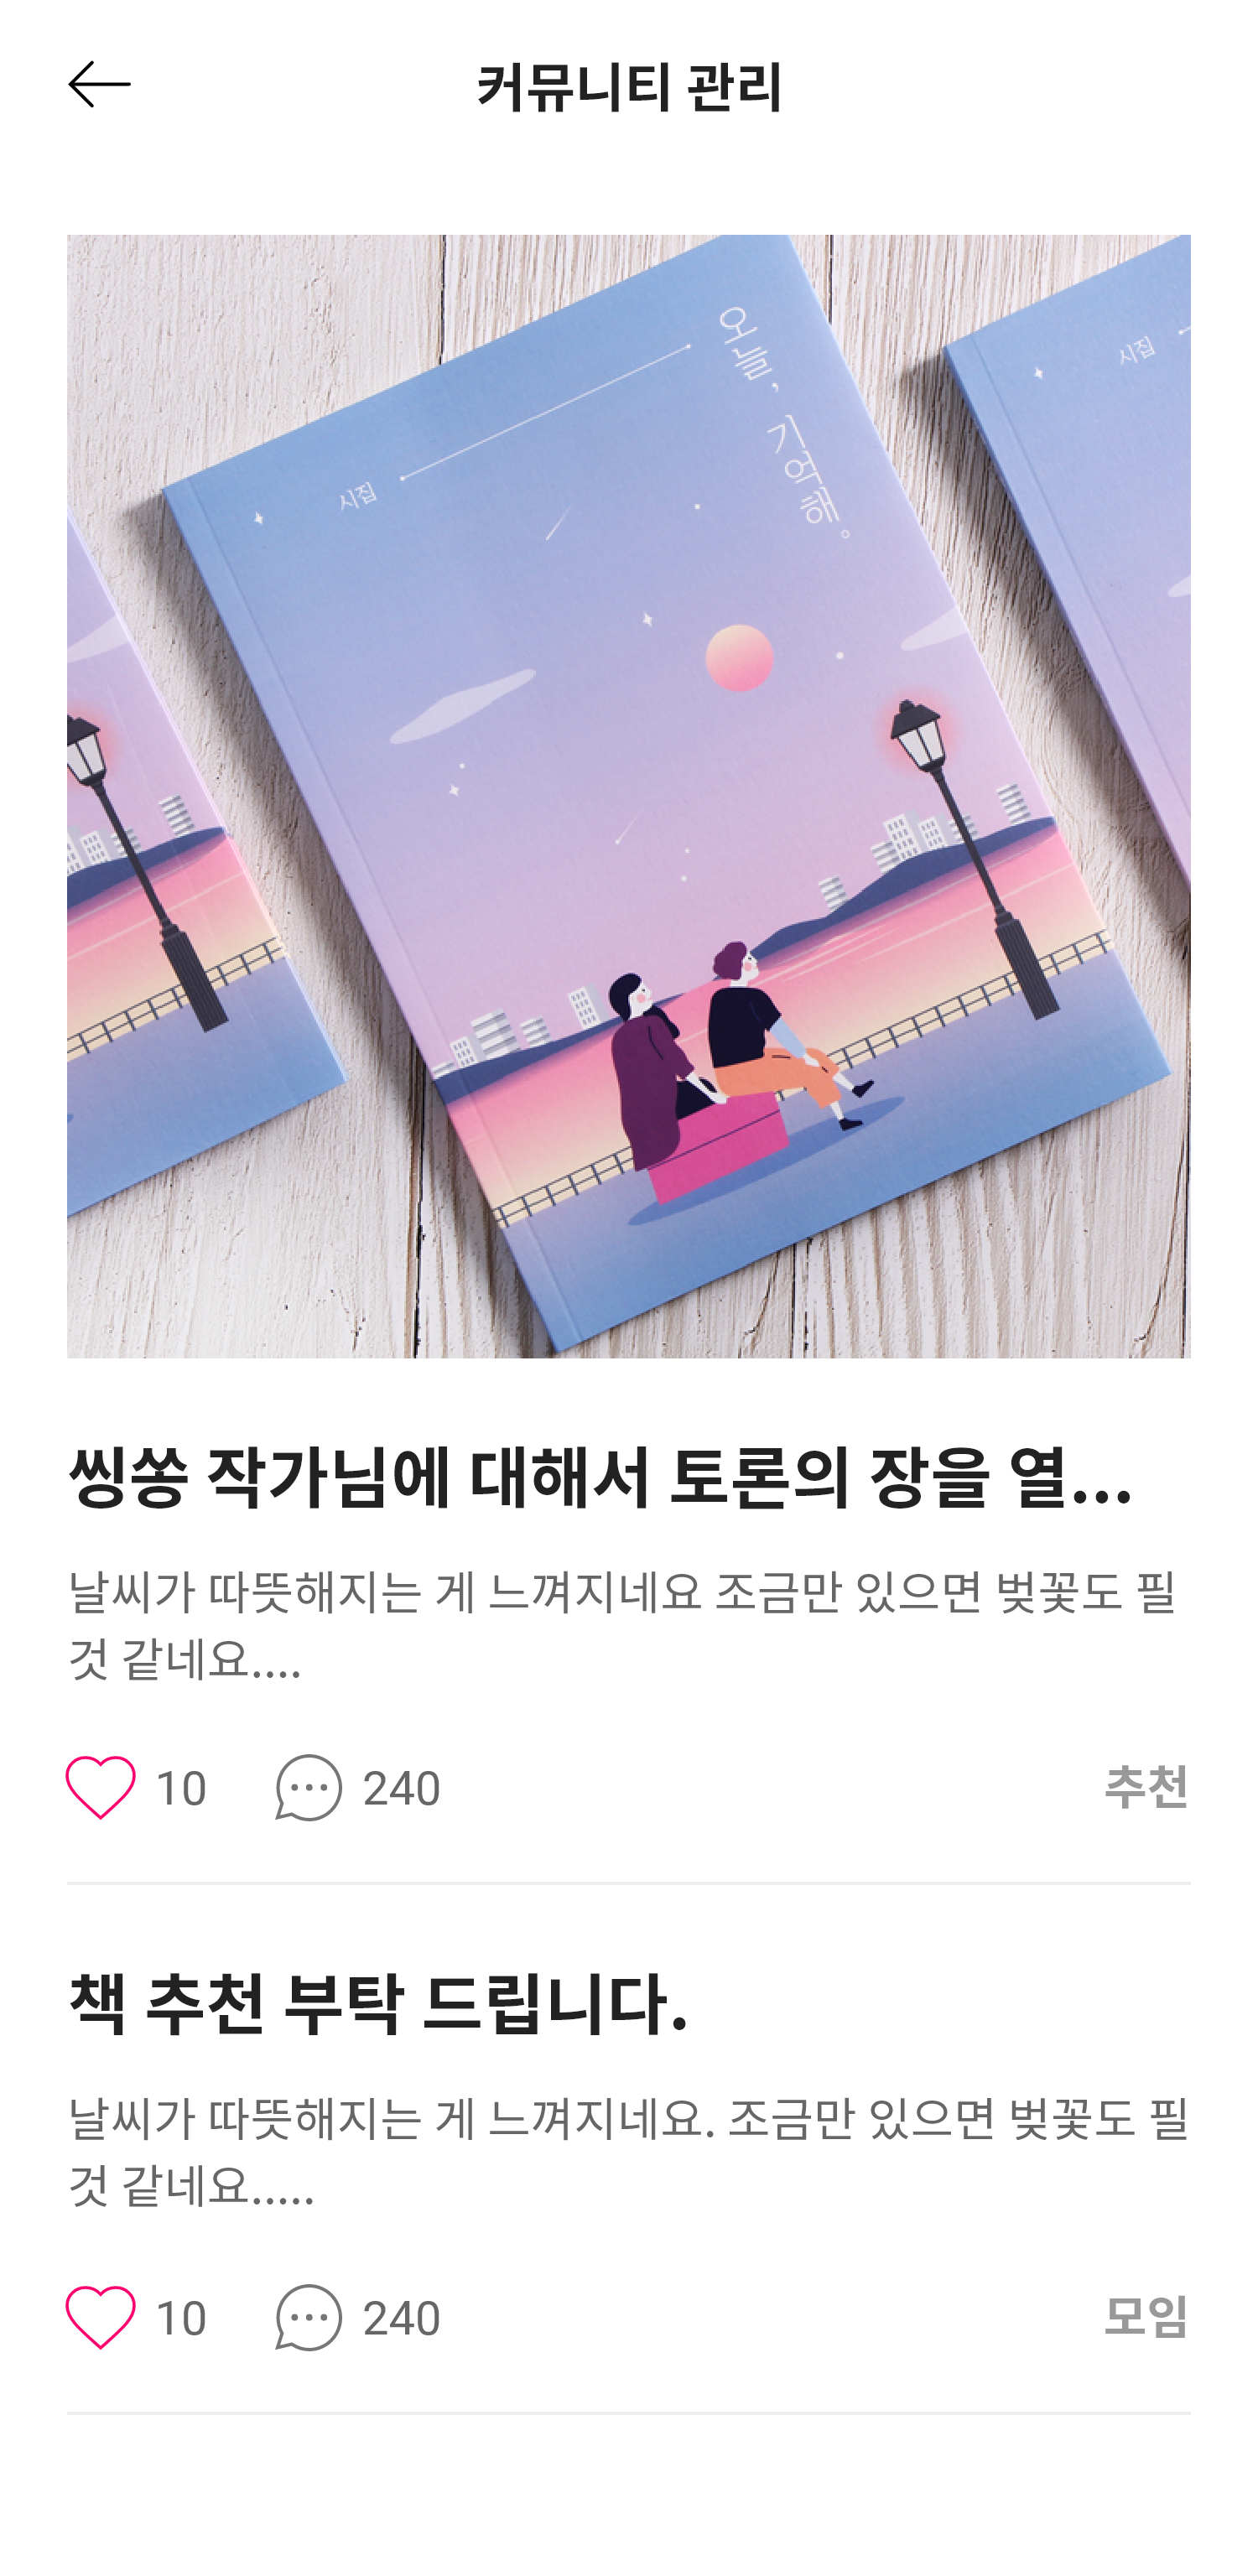 커뮤니티 관리
오늘, 기억해。
시집
시집
씽쏭 작가님에 대해서 토론의 장을 열...
날씨가 따뜻해지는 게 느껴지네요 조금만 있으면 벚꽃도 필
것 같네요....
10 240 추천
책 추천 부탁 드립니다.
날씨가 따뜻해지는 게 느껴지네요. 조금만 있으면 벚꽃도 필
것 같네요.....
10 240 모임